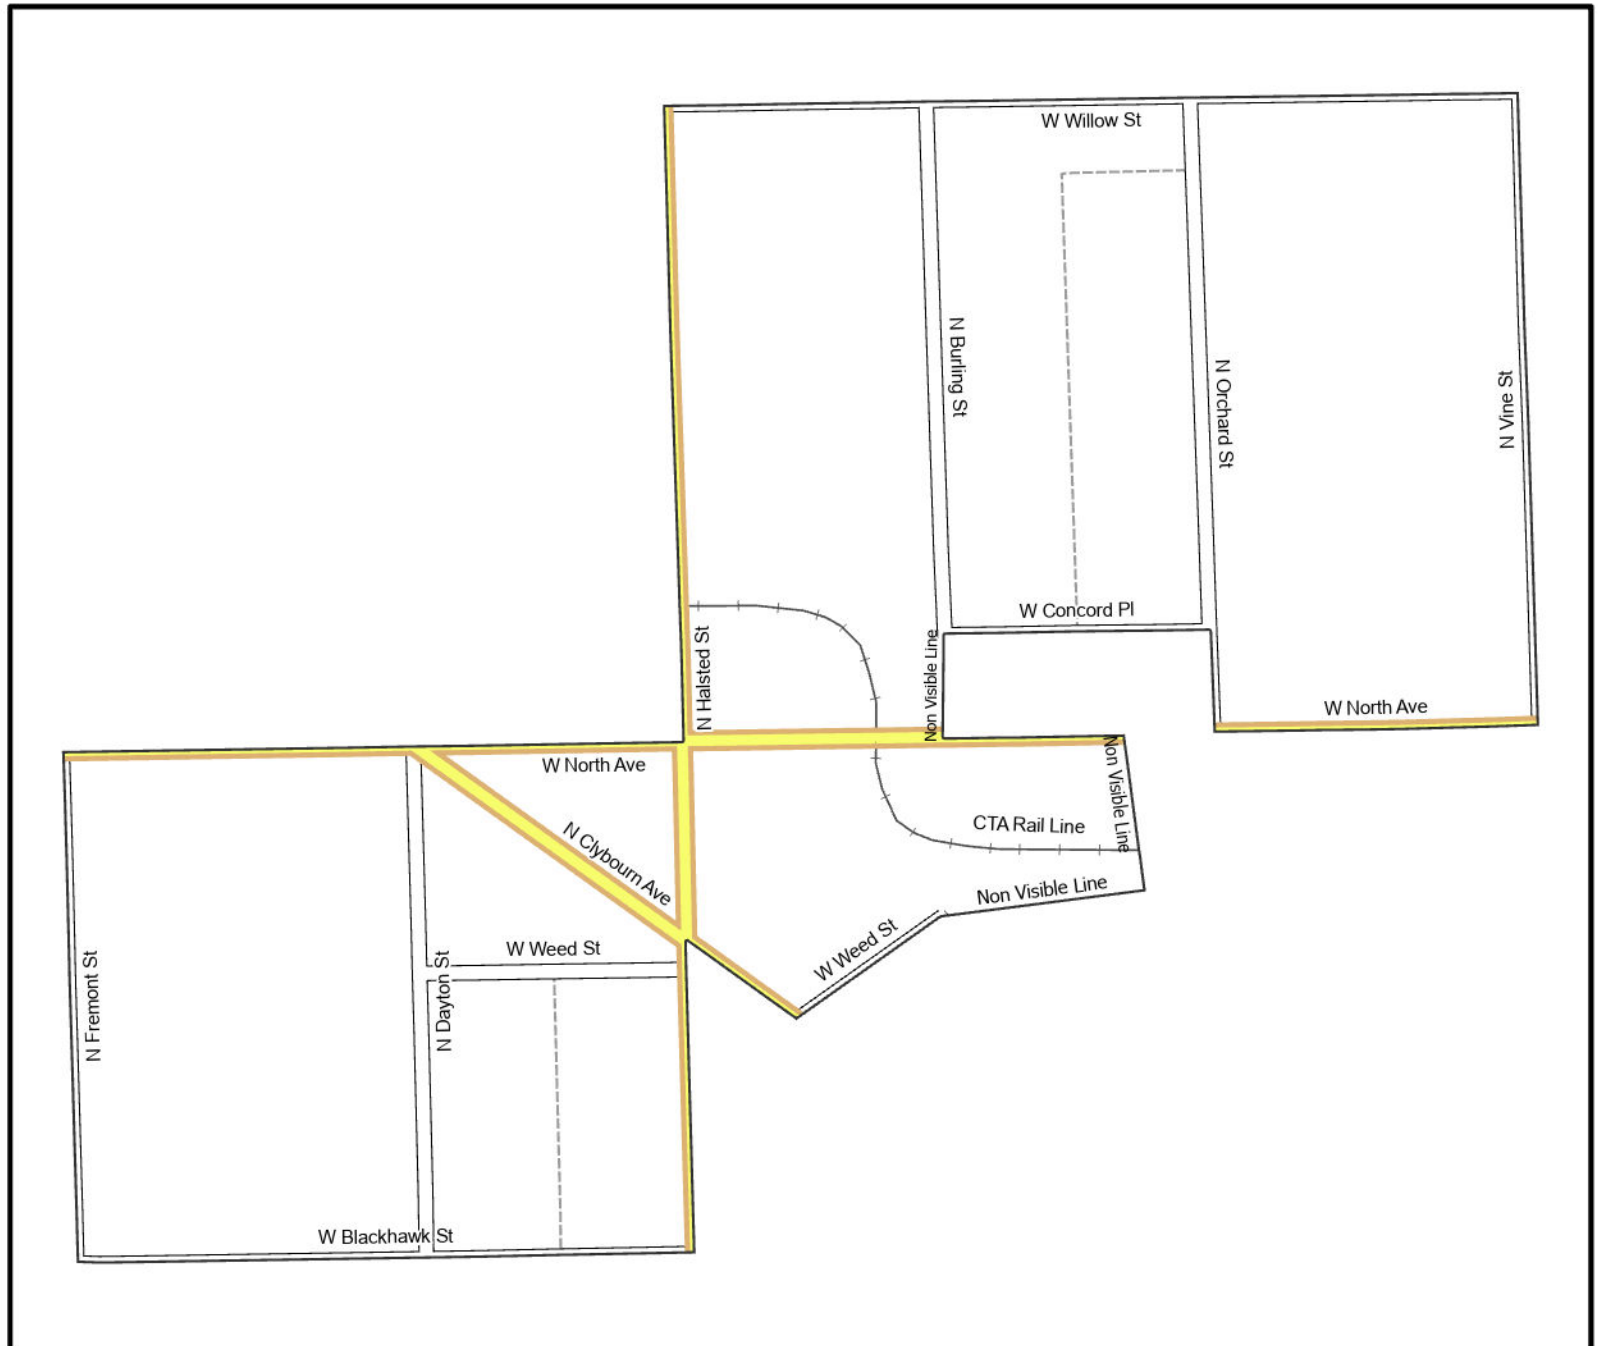 W Willow St
N Burling St
N Orchard St
N Vine St
W Concord Pl
N Halsted St
Non Visible Line
W North Ave
W North Ave
Non Visible Line
N Clybourn Ave
CTA Rail Line
Non Visible Line
W Weed St
W Weed St
N Fremont St
N Dayton St
W Blackhawk St